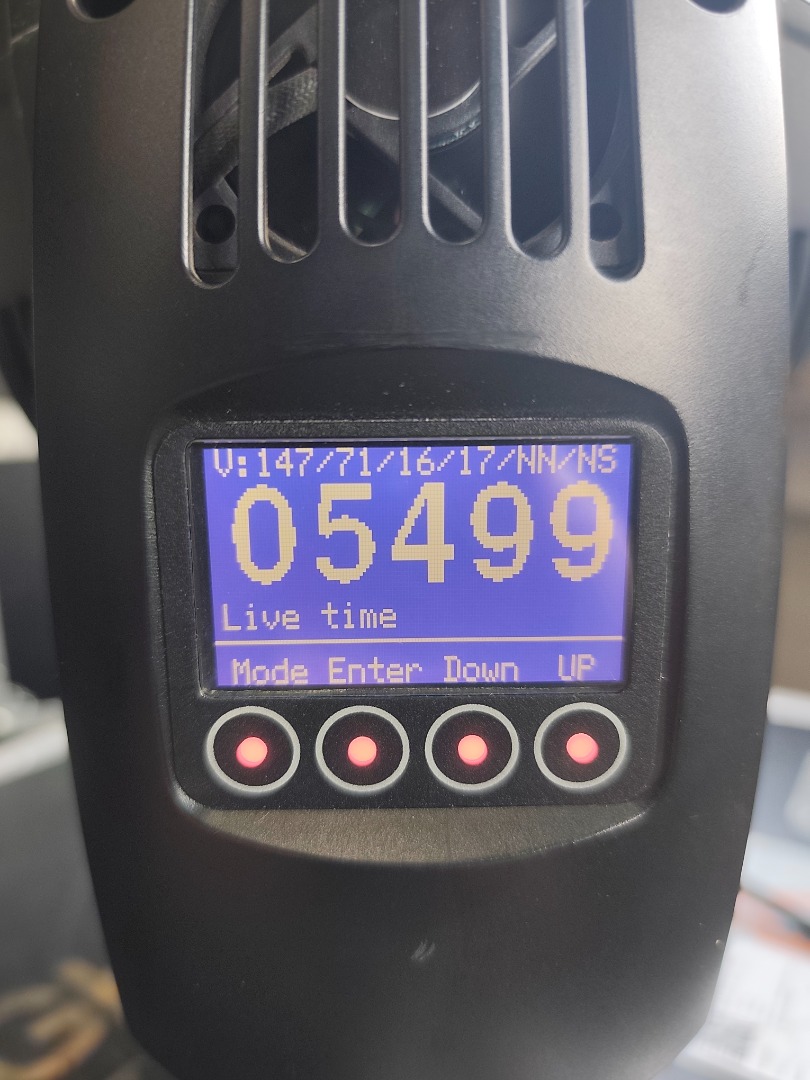 V:147/71/16/17/NN/NS
05499
Live time
Mode Enter Down UP